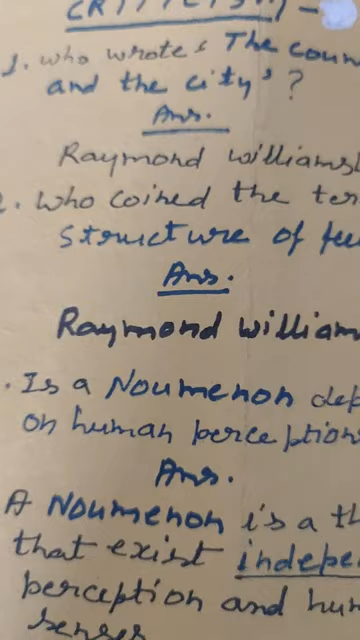 CRITICISM -
1. who wrote ' The coun
and the city' ?
Ans.
Raymond williams
2. Who coined the ter
Structure of fee
Ans.
Raymond william
. Is a Noumenon dep
on human perception
Ans.
A Noumenon is a th
that exist indepe
perception and hum
senses